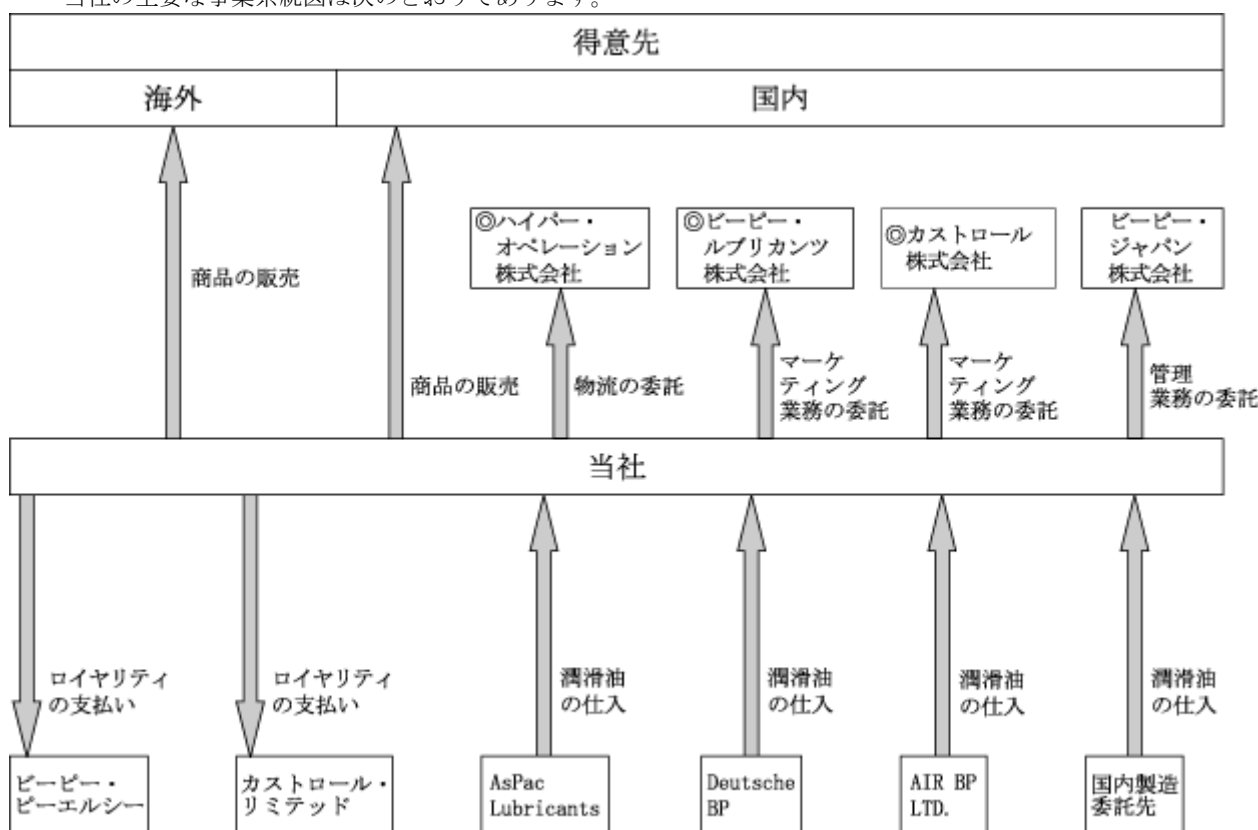 当社の主要な事業系統図は次のとおりであります。
得意先
海外
国内
◎ハイパー・
オペレーション
株式会社
◎ビーピー・
ルブリカンツ
株式会社
◎カストロール
株式会社
ビーピー・
ジャパン
株式会社
商品の販売
商品の販売
物流の委託
マーケ
ティング
業務の委託
マーケ
ティング
業務の委託
管理
業務の委託
当社
ロイヤリティ
の支払い
ロイヤリティ
の支払い
潤滑油
の仕入
潤滑油
の仕入
潤滑油
の仕入
潤滑油
の仕入
ビーピー・
ピーエルシー
カストロール・
リミテッド
AsPac
Lubricants
Deutsche
BP
AIR BP
LTD.
国内製造
委託先